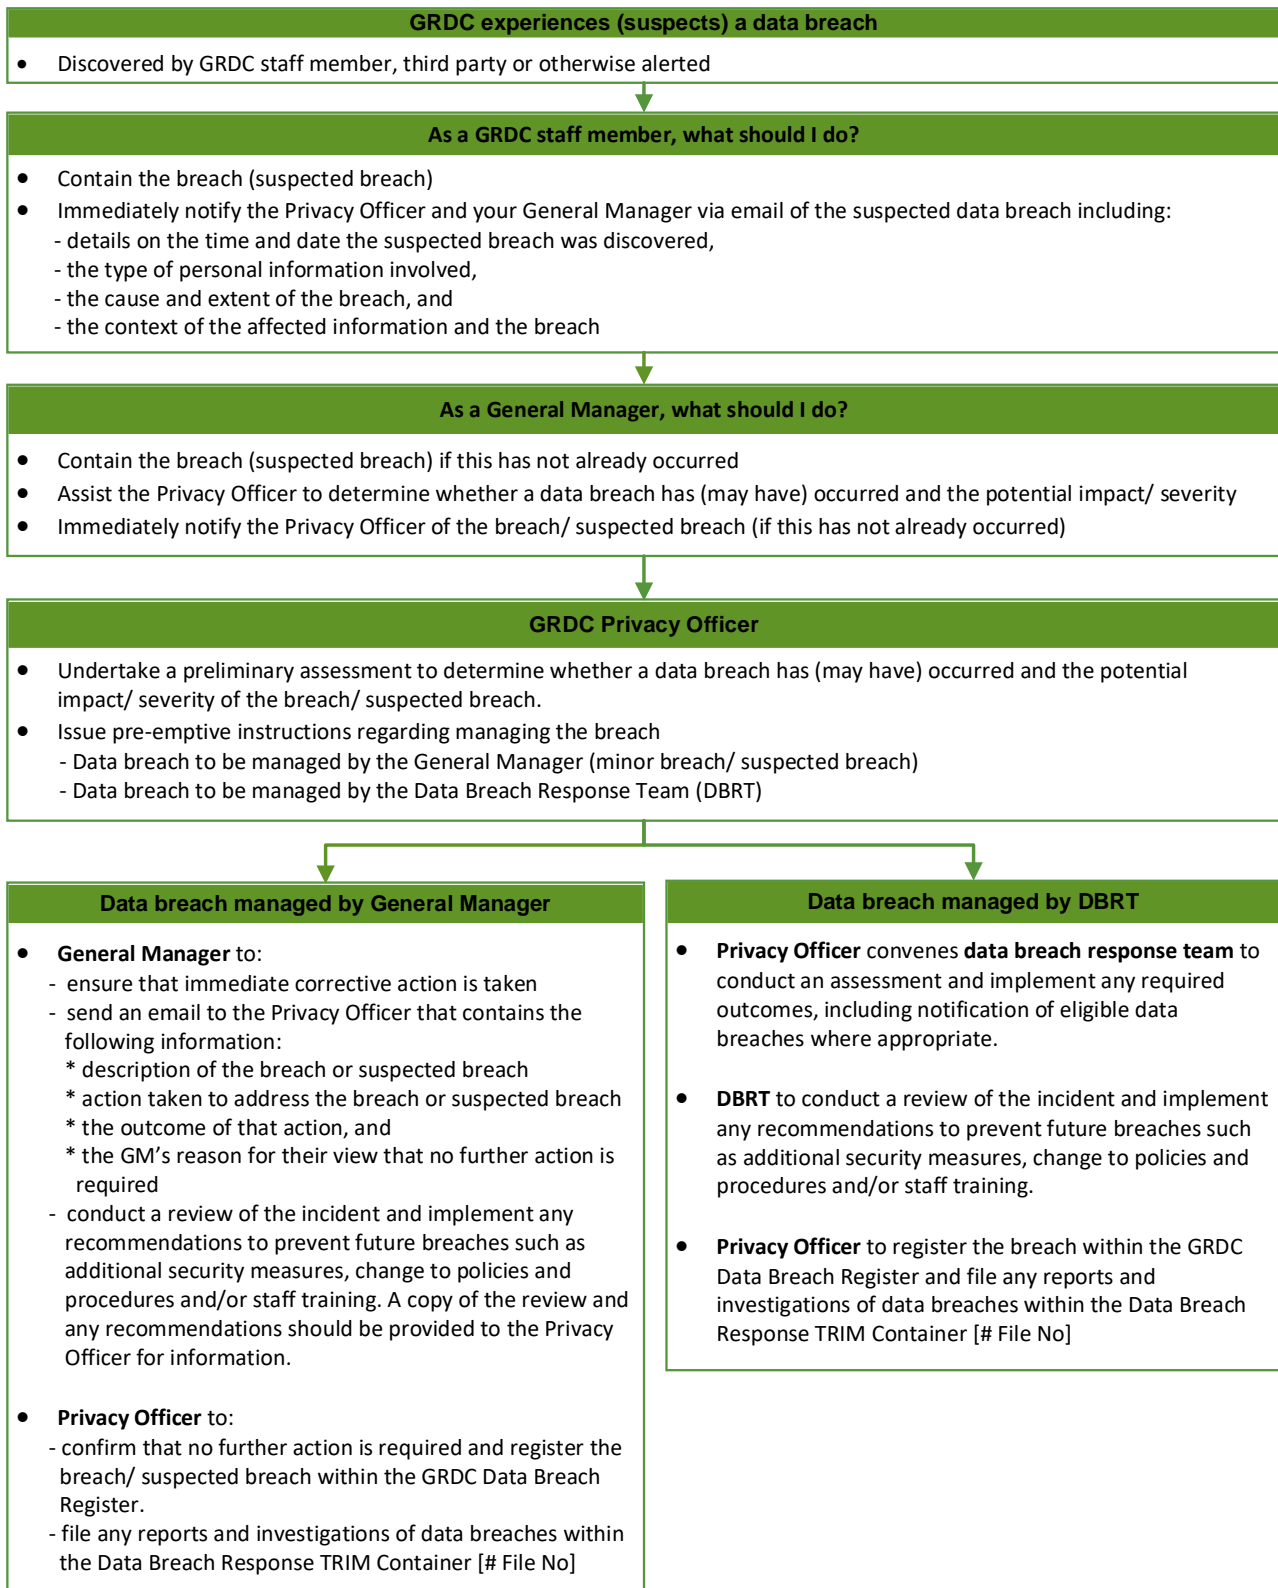 GRDC experiences (suspects) a data breach
• Discovered by GRDC staff member, third party or otherwise alerted
As a GRDC staff member, what should I do?
• Contain the breach (suspected breach)
• Immediately notify the Privacy Officer and your General Manager via email of the suspected data breach including:
- details on the time and date the suspected breach was discovered,
- the type of personal information involved,
- the cause and extent of the breach, and
- the context of the affected information and the breach
As a General Manager, what should I do?
• Contain the breach (suspected breach) if this has not already occurred
• Assist the Privacy Officer to determine whether a data breach has (may have) occurred and the potential impact/ severity
• Immediately notify the Privacy Officer of the breach/ suspected breach (if this has not already occurred)
GRDC Privacy Officer
• Undertake a preliminary assessment to determine whether a data breach has (may have) occurred and the potential
impact/ severity of the breach/ suspected breach.
• Issue pre-emptive instructions regarding managing the breach
- Data breach to be managed by the General Manager (minor breach/ suspected breach)
- Data breach to be managed by the Data Breach Response Team (DBRT)
Data breach managed by General Manager
• General Manager to:
- ensure that immediate corrective action is taken
- send an email to the Privacy Officer that contains the
following information:
* description of the breach or suspected breach
* action taken to address the breach or suspected breach
* the outcome of that action, and
* the GM's reason for their view that no further action is
required
- conduct a review of the incident and implement any
recommendations to prevent future breaches such as
additional security measures, change to policies and
procedures and/or staff training. A copy of the review and
any recommendations should be provided to the Privacy
Officer for information.
• Privacy Officer to:
- confirm that no further action is required and register the
breach/ suspected breach within the GRDC Data Breach
Register.
- file any reports and investigations of data breaches within
the Data Breach Response TRIM Container [# File No]
Data breach managed by DBRT
• Privacy Officer convenes data breach response team to
conduct an assessment and implement any required
outcomes, including notification of eligible data
breaches where appropriate.
• DBRT to conduct a review of the incident and implement
any recommendations to prevent future breaches such
as additional security measures, change to policies and
procedures and/or staff training.
• Privacy Officer to register the breach within the GRDC
Data Breach Register and file any reports and
investigations of data breaches within the Data Breach
Response TRIM Container [# File No]